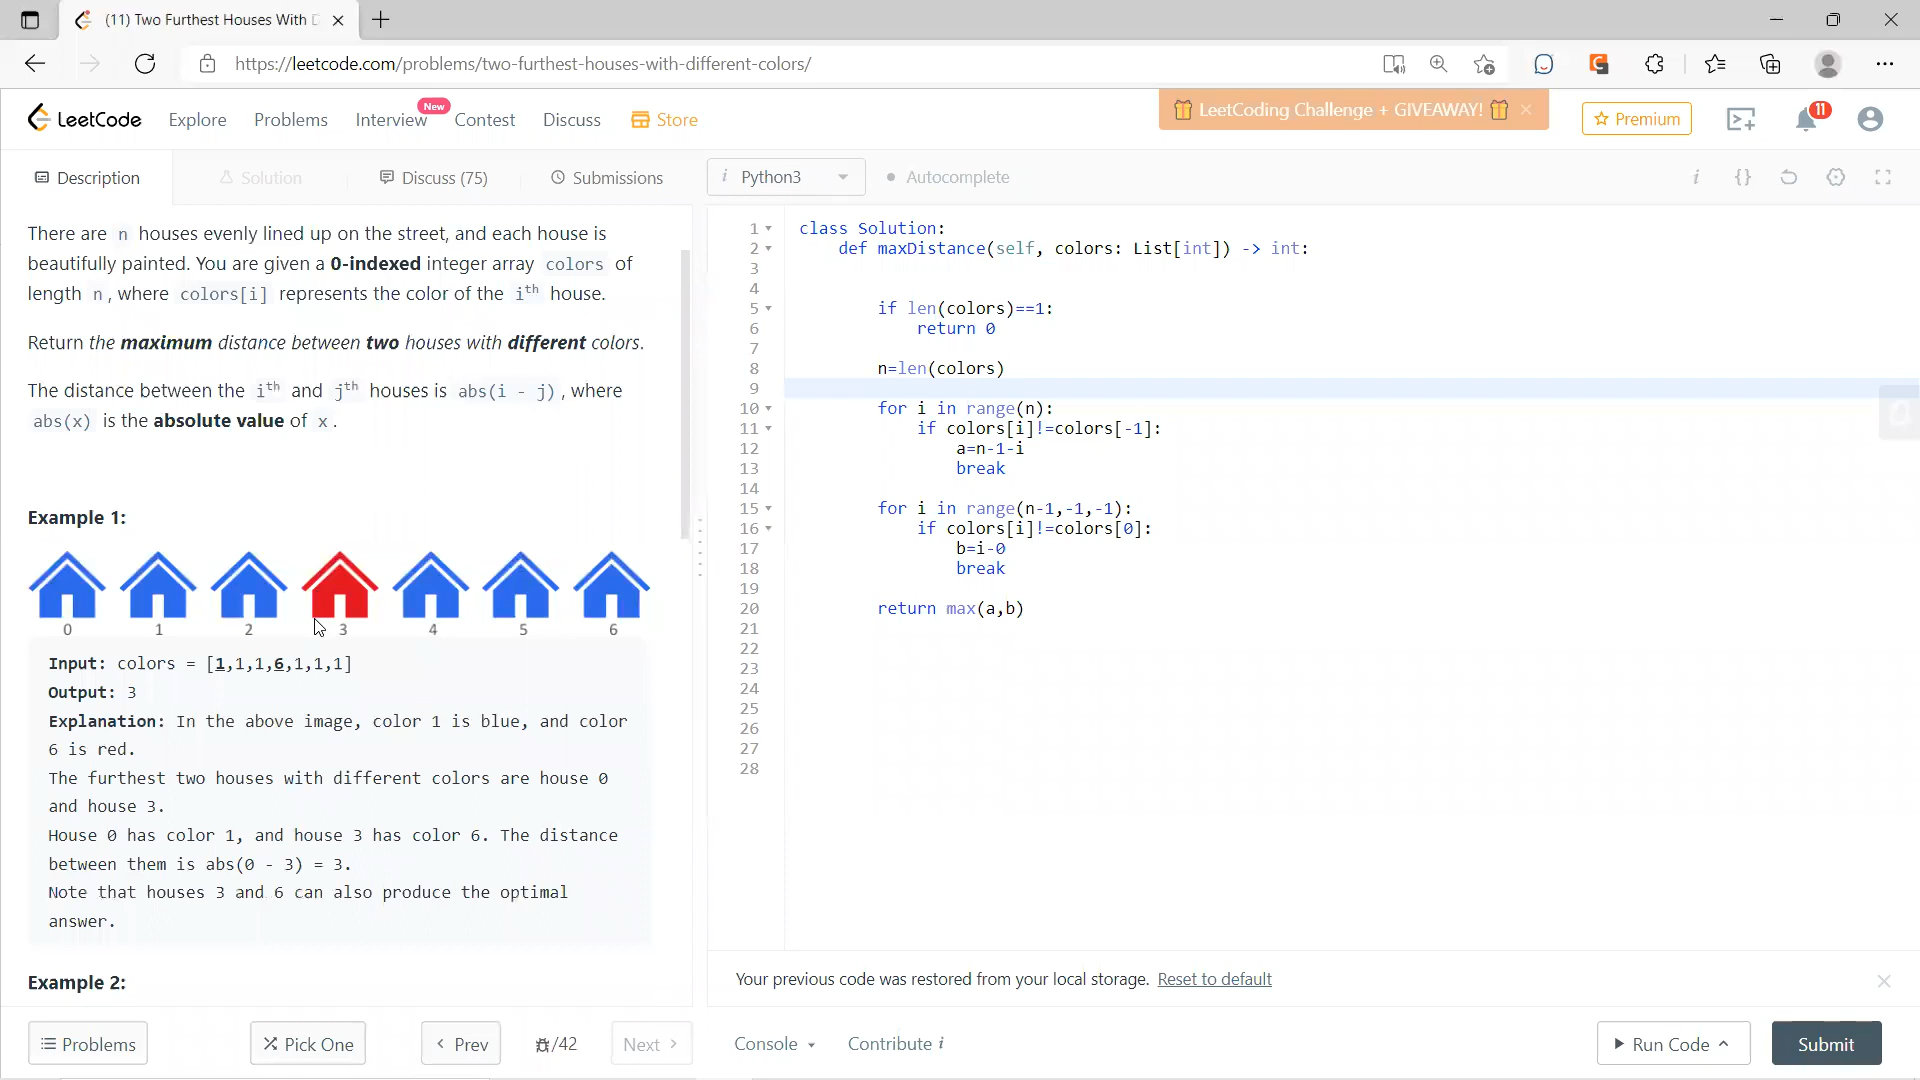 (11) Two Furthest Houses With D
https://leetcode.com/problems/two-furthest-houses-with-different-colors/
LeetCode
Explore
Problems
Interview
New
Contest
Discuss
Store
LeetCoding Challenge + GIVEAWAY!
Premium
11
Description
Solution
Discuss (75)
Submissions
i Python3
Autocomplete
i
{}
There are n houses evenly lined up on the street, and each house is
beautifully painted. You are given a 0-indexed integer array colors of
length n, where colors[i] represents the color of the ith house.
Return the maximum distance between two houses with different colors.
The distance between the ith and jth houses is abs(i - j), where
abs(x) is the absolute value of x.
Example 1:
0 1 2 3 4 5 6
Input: colors = [1,1,1,6,1,1,1]
Output: 3
Explanation: In the above image, color 1 is blue, and color
6 is red.
The furthest two houses with different colors are house 0
and house 3.
House 0 has color 1, and house 3 has color 6. The distance
between them is abs(0 - 3) = 3.
Note that houses 3 and 6 can also produce the optimal
answer.
Example 2:
1 class Solution:
2 def maxDistance(self, colors: List[int]) -> int:
3
4
5 if len(colors)==1:
6 return 0
7
8 n=len(colors)
9
10 for i in range(n):
11 if colors[i]!=colors[-1]:
12 a=n-1-i
13 break
14
15 for i in range(n-1,-1,-1):
16 if colors[i]!=colors[0]:
17 b=i-0
18 break
19
20 return max(a,b)
21
22
23
24
25
26
27
28
Your previous code was restored from your local storage. Reset to default
Problems
Pick One
Prev
/42
Next
Console
Contribute i
Run Code
Submit